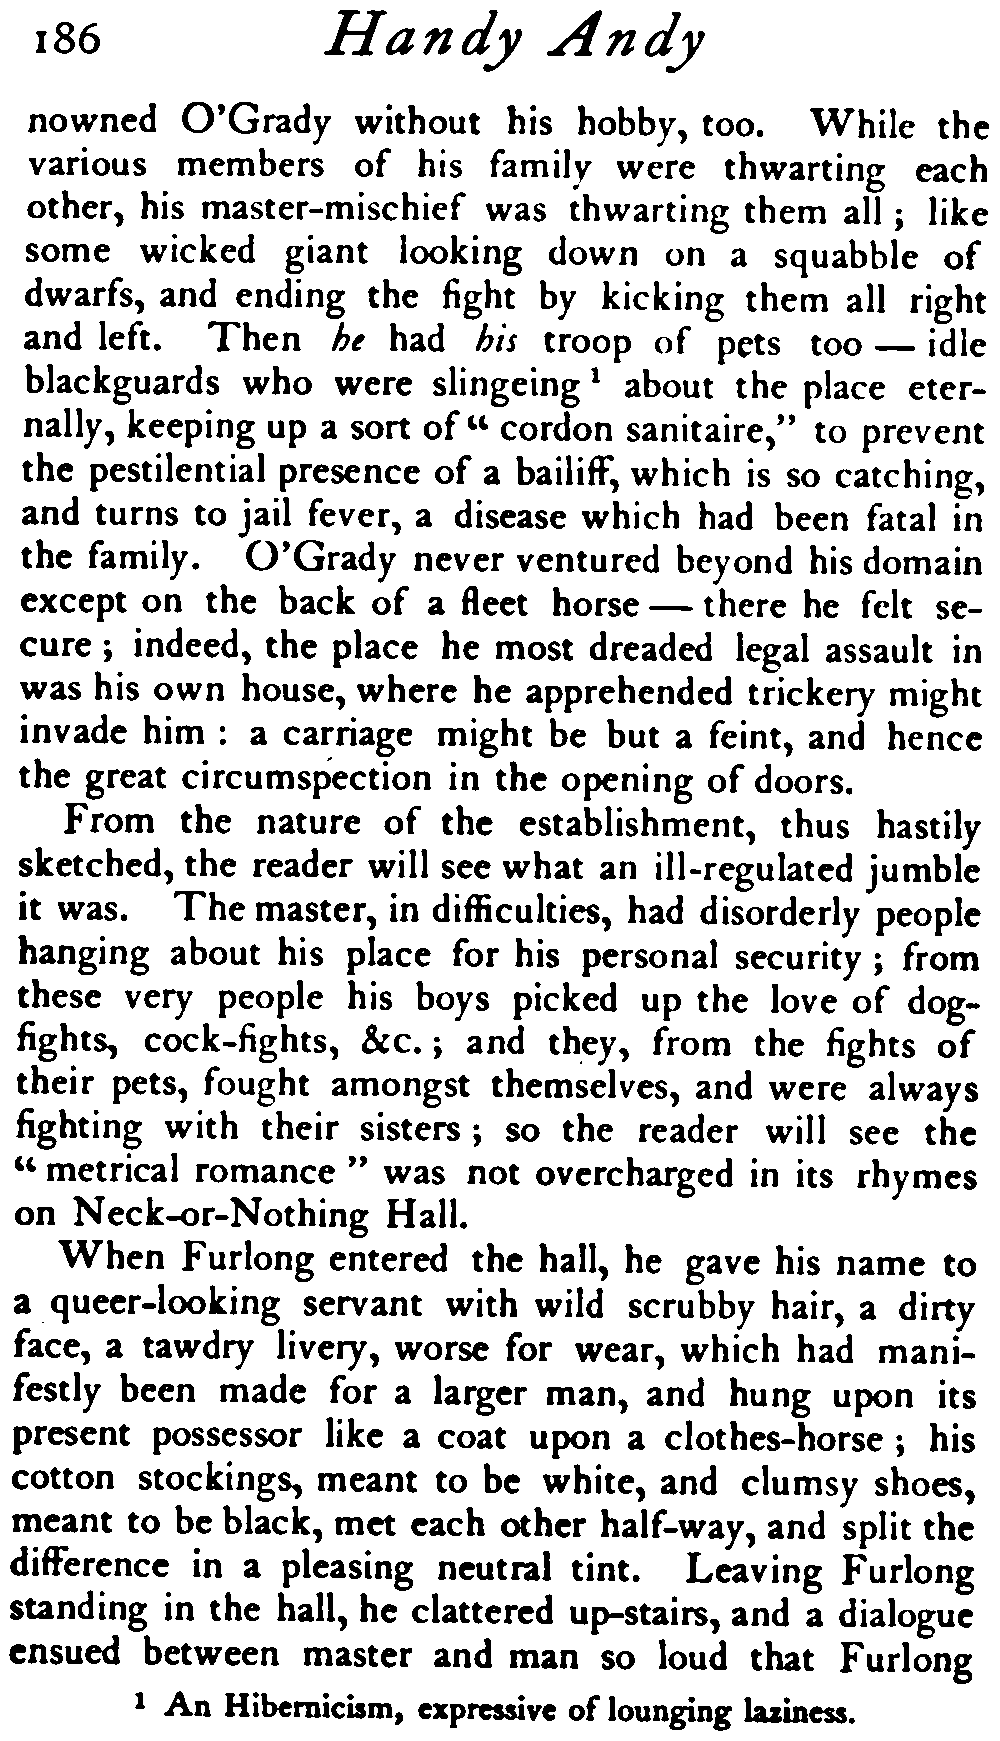 186 Handy Andy
nowned O'Grady without his hobby, too. While the
various members of his family were thwarting each
other, his master-mischief was thwarting them all ; like
some wicked giant looking down on a squabble of
dwarfs, and ending the fight by kicking them all right
and left. Then he had his troop of pets too — idle
blackguards who were slingeing ¹ about the place eter-
nally, keeping up a sort of “ cordon sanitaire,” to prevent
the pestilential presence of a bailiff, which is so catching,
and turns to jail fever, a disease which had been fatal in
the family. O'Grady never ventured beyond his domain
except on the back of a fleet horse — there he felt se-
cure ; indeed, the place he most dreaded legal assault in
was his own house, where he apprehended trickery might
invade him : a carriage might be but a feint, and hence
the great circumspection in the opening of doors.
From the nature of the establishment, thus hastily
sketched, the reader will see what an ill-regulated jumble
it was. The master, in difficulties, had disorderly people
hanging about his place for his personal security ; from
these very people his boys picked up the love of dog-
fights, cock-fights, &c. ; and they, from the fights of
their pets, fought amongst themselves, and were always
fighting with their sisters ; so the reader will see the
“ metrical romance ” was not overcharged in its rhymes
on Neck-or-Nothing Hall.
When Furlong entered the hall, he gave his name to
a queer-looking servant with wild scrubby hair, a dirty
face, a tawdry livery, worse for wear, which had mani-
festly been made for a larger man, and hung upon its
present possessor like a coat upon a clothes-horse ; his
cotton stockings, meant to be white, and clumsy shoes,
meant to be black, met each other half-way, and split the
difference in a pleasing neutral tint. Leaving Furlong
standing in the hall, he clattered up-stairs, and a dialogue
ensued between master and man so loud that Furlong
¹ An Hibernicism, expressive of lounging laziness.